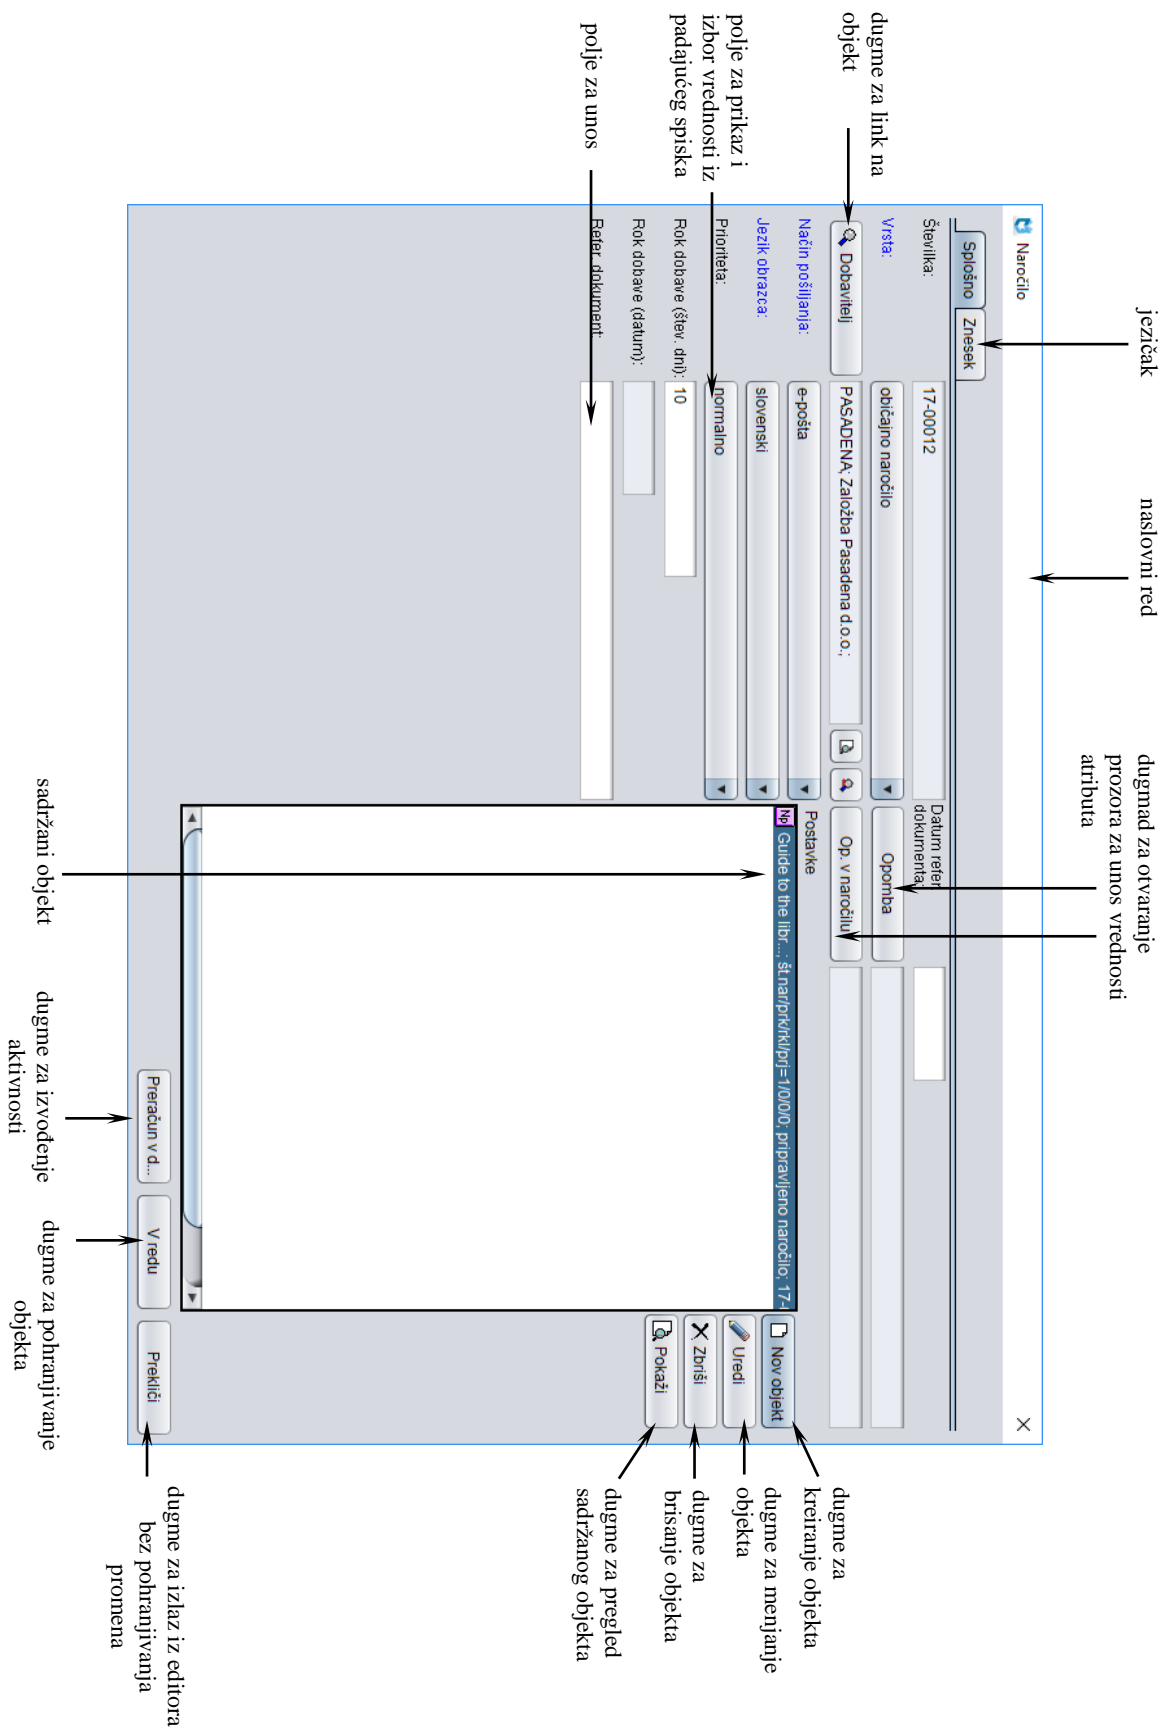 jezičak
naslovni red
dugmad za otvaranje
prozora za unos vrednosti
atributa
dugme za link na
objekt
polje za prikaz i
izbor vrednosti iz
padajućeg spiska
polje za unos
Naročilo
Splošno
Znesek
Številka:
17-00012
Datum refer.
dokumenta:
Vrsta:
običajno naročilo
Opomba
Dobavitelj
PASADENA; Založba Pasadena d.o.o.;
Op. v naročilu
Način pošiljanja:
e-pošta
Postavke
Jezik obrazca:
slovenski
Np Guide to the libr...; št.nar/prk/rkl/prj=1/0/0/0; pripravljeno naročilo; 17-
Nov objekt
Prioriteta:
normalno
Uredi
Rok dobave (štev. dni):
10
Zbriši
Rok dobave (datum):
Pokaži
Refer. dokument:
Preračun v d...
V redu
Prekliči
dugme za
kreiranje objekta
dugme za menjanje
objekta
dugme za
brisanje objekta
dugme za pregled
sadržanog objekta
sadržani objekt
dugme za izvođenje
aktivnosti
dugme za pohranjivanje
objekta
dugme za izlaz iz editora
bez pohranjivanja
promena